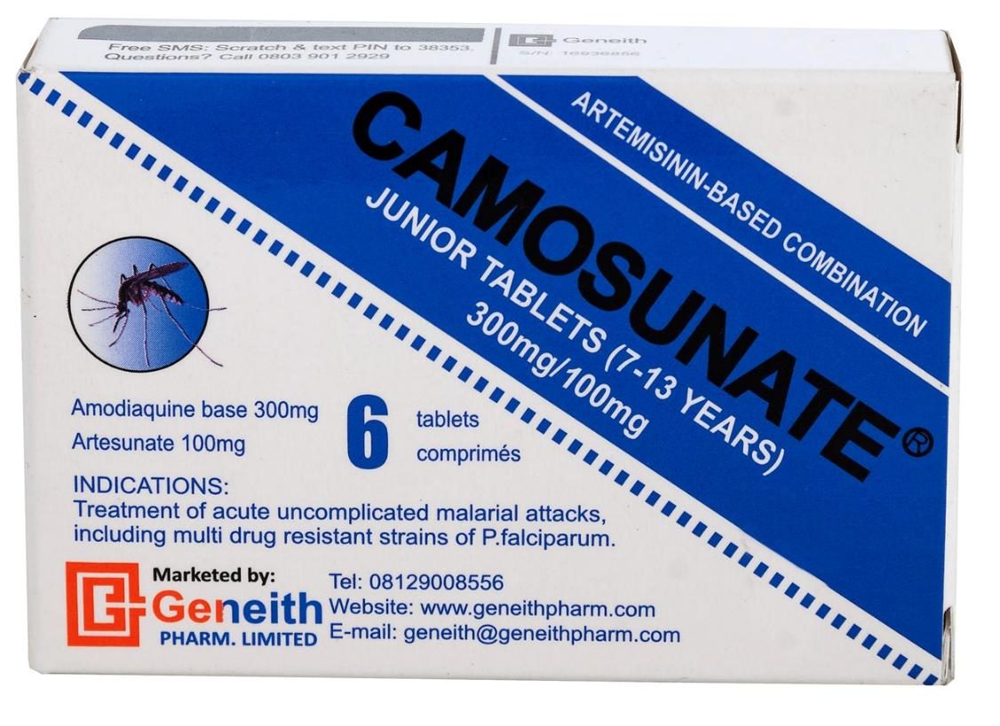 Free SMS: Scratch & text PIN to 38353.
Questions? Call 0803 901 2929
Geneith
S/N: 16936856
ARTEMISININ-BASED COMBINATION
CAMOSUNATE®
JUNIOR TABLETS (7-13 YEARS)
300mg/100mg
Amodiaquine base 300mg
Artesunate 100mg
6
tablets
comprimés
INDICATIONS:
Treatment of acute uncomplicated malarial attacks,
including multi drug resistant strains of P.falciparum.
Marketed by:
Geneith
PHARM. LIMITED
Tel: 08129008556
Website: www.geneithpharm.com
E-mail: geneith@geneithpharm.com